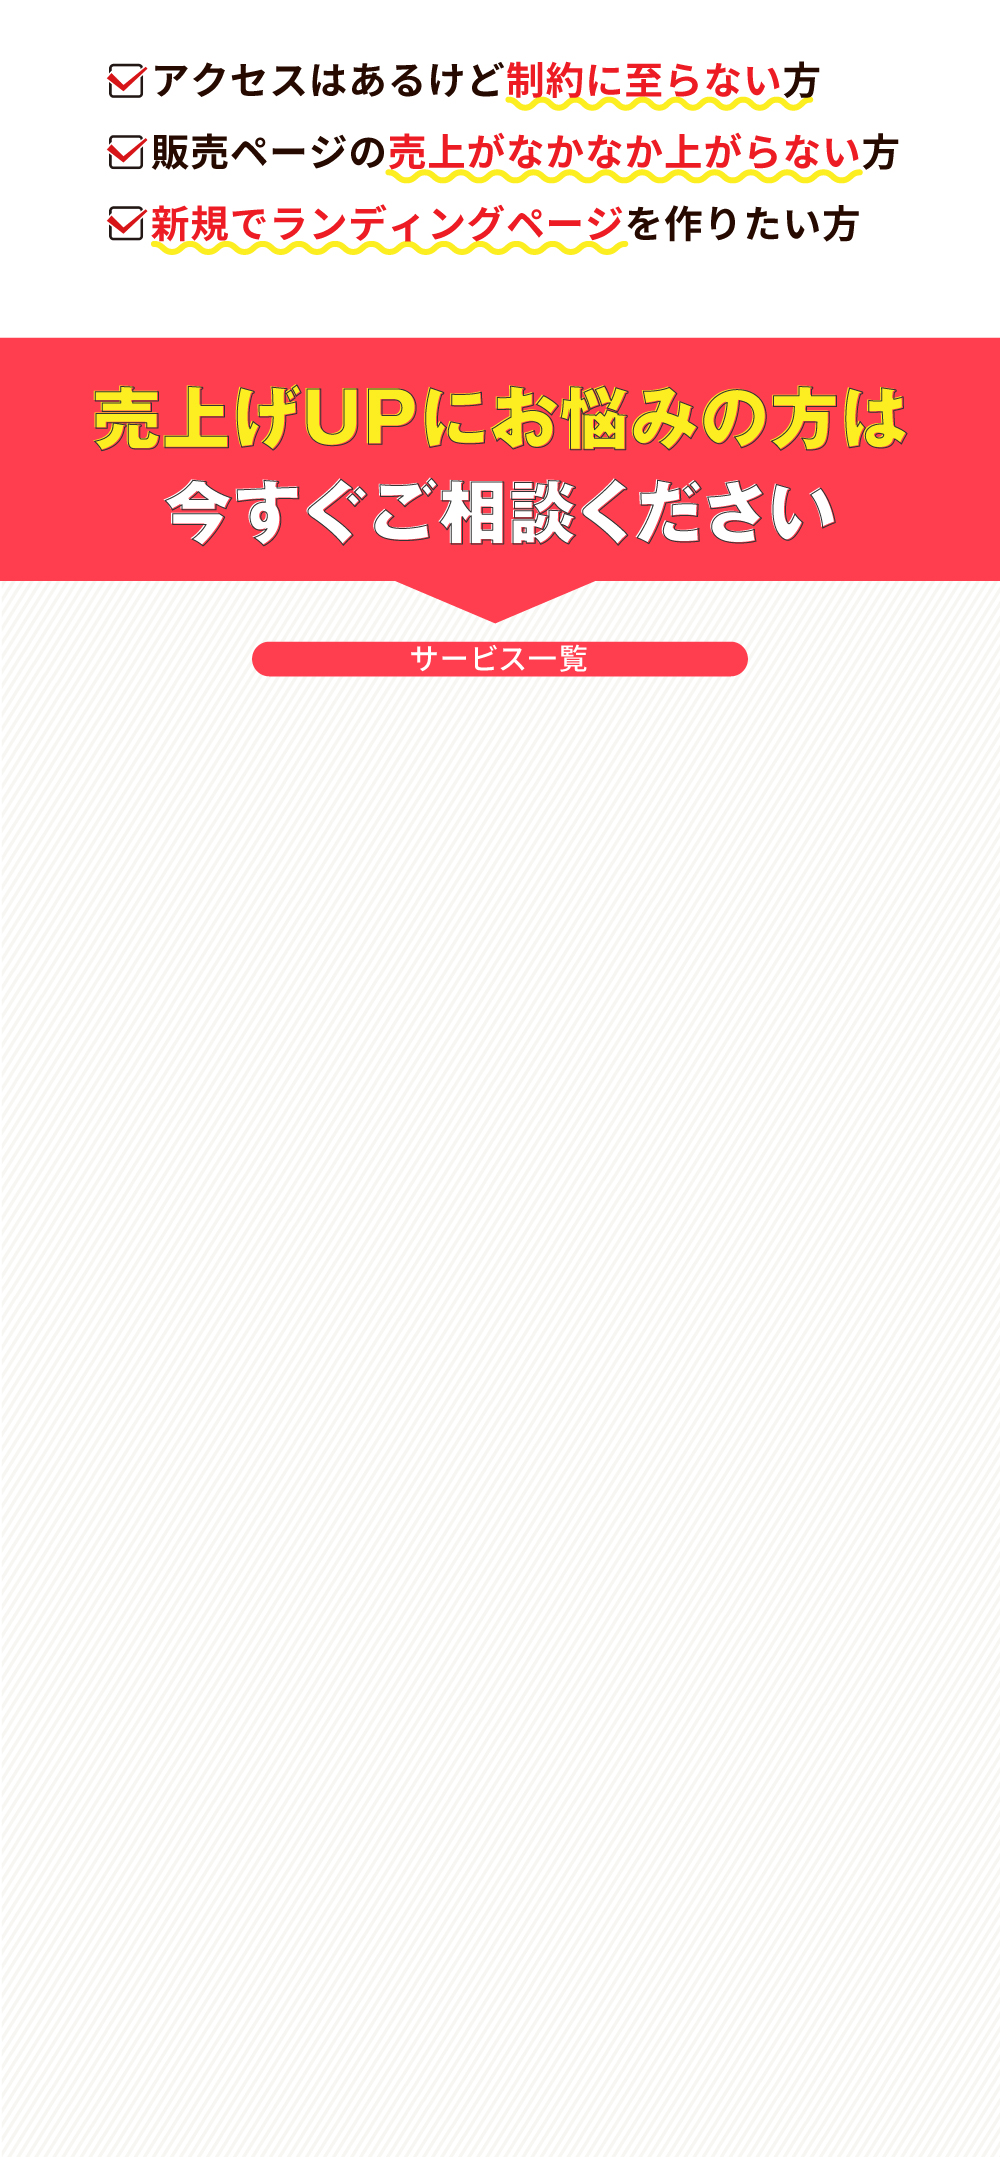 アクセスはあるけど制約に至らない方
販売ページの売上がなかなか上がらない方
新規でランディングページを作りたい方
売上げUPにお悩みの方は
今すぐご相談ください
サービス一覧